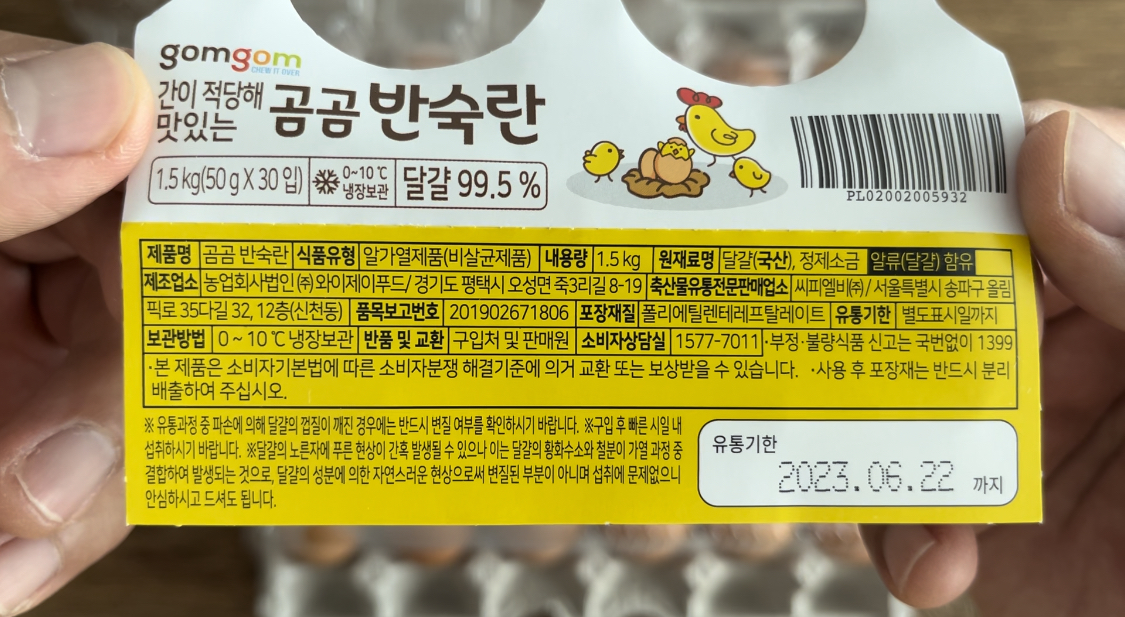 gomgom
CHEW N' OVER
간이 적당해
맛있는
곰곰 반숙란
1.5 kg(50 g X 30 입)
0~10 ℃
냉장보관
달걀 99.5 %
PL02002005932
제품명 곰곰 반숙란 식품유형 알가열제품(비살균제품) 내용량 1.5 kg 원재료명 달걀(국산), 정제소금 알류(달걀) 함유
제조업소 농업회사법인 ㈜와이제이푸드/ 경기도 평택시 오성면 죽3리길 8-19 축산물유통전문판매업소 씨피엘비㈜/ 서울특별시 송파구 올림
픽로 35다길 32, 12층(신천동) 품목보고번호 201902671806 포장재질 폴리에틸렌테레프탈레이트 유통기한 별도표시일까지
보관방법 0 ~ 10 ℃ 냉장보관 반품 및 교환 구입처 및 판매원 소비자상담실 1577-7011 ·부정·불량식품 신고는 국번없이 1399
·본 제품은 소비자기본법에 따른 소비자분쟁 해결기준에 의거 교환 또는 보상받을 수 있습니다. ·사용 후 포장재는 반드시 분리
배출하여 주십시오.
※ 유통과정 중 파손에 의해 달걀의 껍질이 깨진 경우에는 반드시 변질 여부를 확인하시기 바랍니다. ※구입 후 빠른 시일 내
섭취하시기 바랍니다. ※달걀의 노른자에 푸른 현상이 간혹 발생될 수 있으나 이는 달걀의 황화수소와 철분이 가열 과정 중
결합하여 발생되는 것으로, 달걀의 성분에 의한 자연스러운 현상으로써 변질된 부분이 아니며 섭취에 문제없으니
안심하시고 드셔도 됩니다.
유통기한
2023.06.22 까지